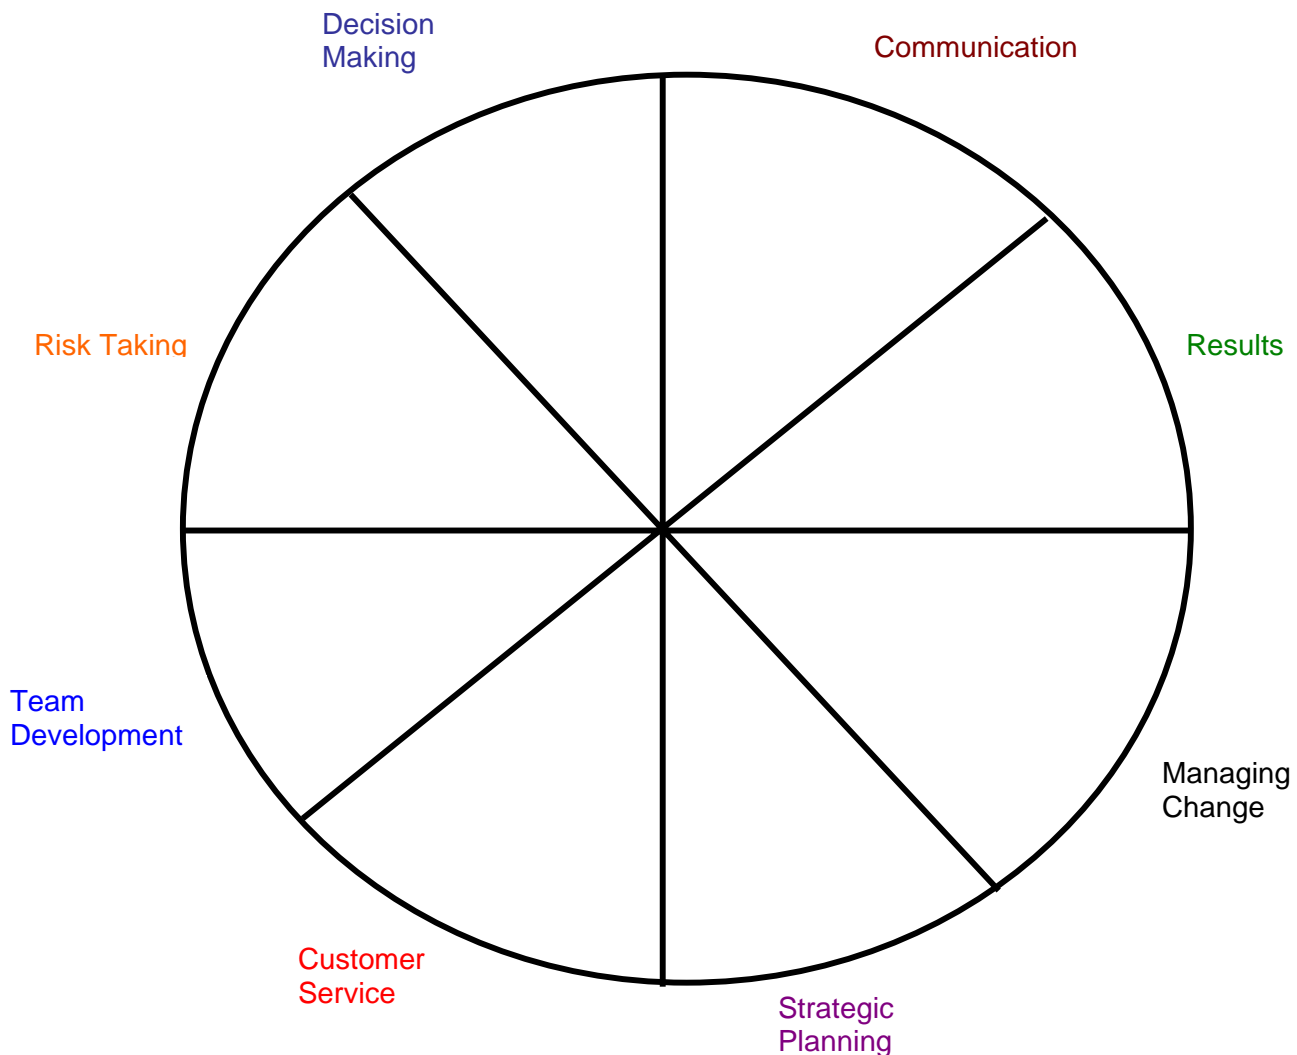 Decision
Making
Communication
Risk Taking
Results
Team
Development
Managing
Change
Customer
Service
Strategic
Planning